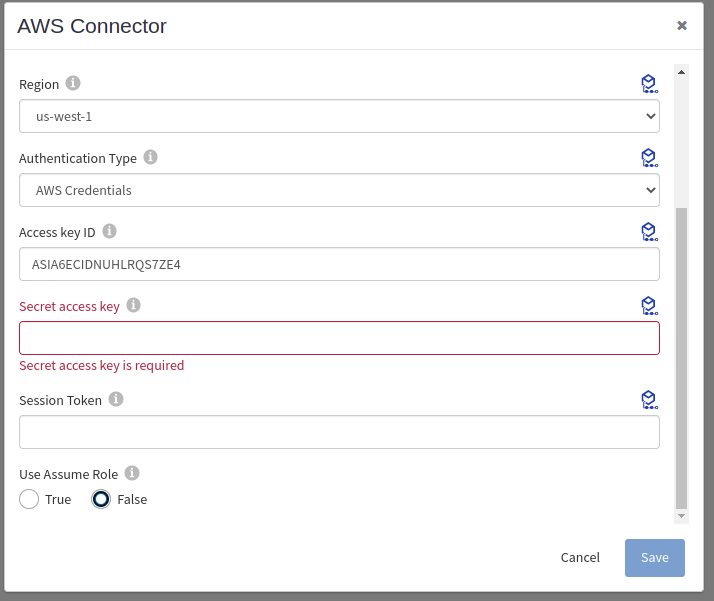 AWS Connector
Region
us-west-1
Authentication Type
AWS Credentials
Access key ID
ASIA6ECIDNUHLRQS7ZE4
Secret access key
Secret access key is required
Session Token
Use Assume Role
True False
Cancel Save